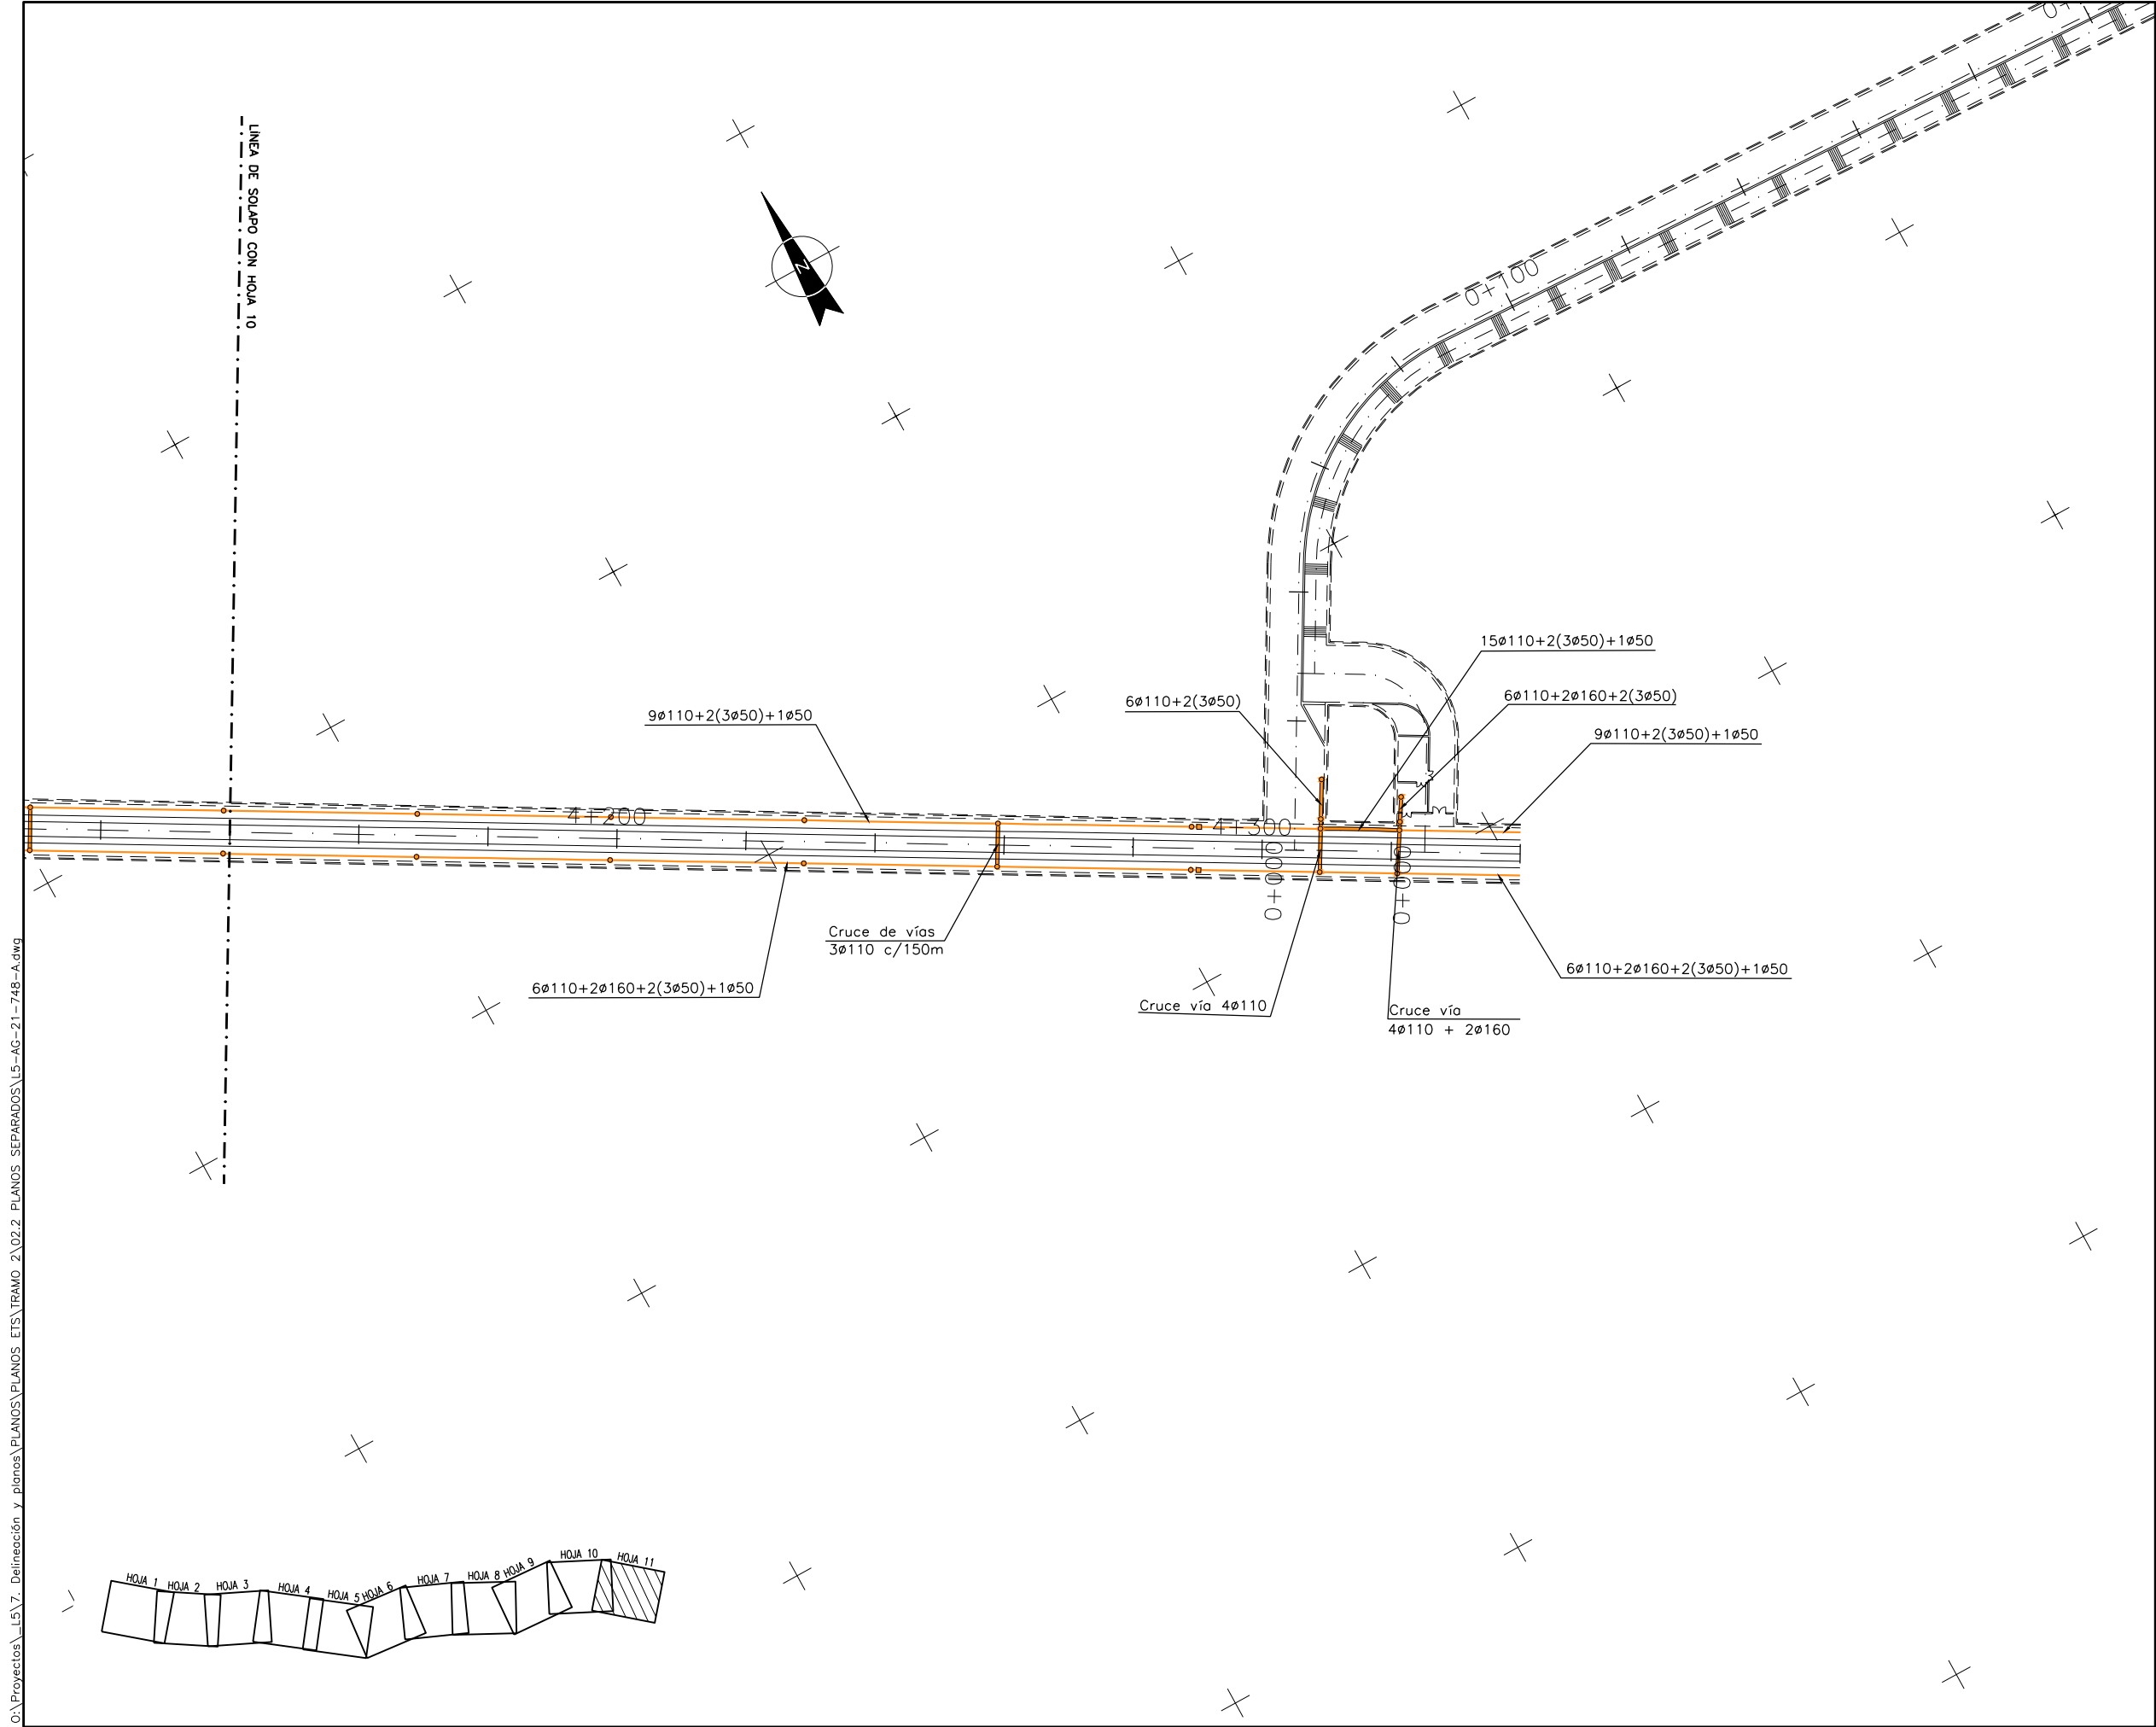 LÍNEA DE SOLAPO CON HOJA 10
N
0+100
15ø110+2(3ø50)+1ø50
6ø110+2(3ø50)
6ø110+2ø160+2(3ø50)
9ø110+2(3ø50)+1ø50
9ø110+2(3ø50)+1ø50
4+200
4+300
0+000
0+000
Cruce de vías
3ø110 c/150m
6ø110+2ø160+2(3ø50)+1ø50
Cruce vía 4ø110
Cruce vía
4ø110 + 2ø160
6ø110+2ø160+2(3ø50)+1ø50
HOJA 1
HOJA 2
HOJA 3
HOJA 4
HOJA 5
HOJA 6
HOJA 7
HOJA 8
HOJA 9
HOJA 10
HOJA 11
O:\Proyectos\_L5\7. Delineación y planos\PLANOS\PLANOS ETS\TRAMO 2\02.2 PLANOS SEPARADOS\L5-AG-21-748-A.dwg